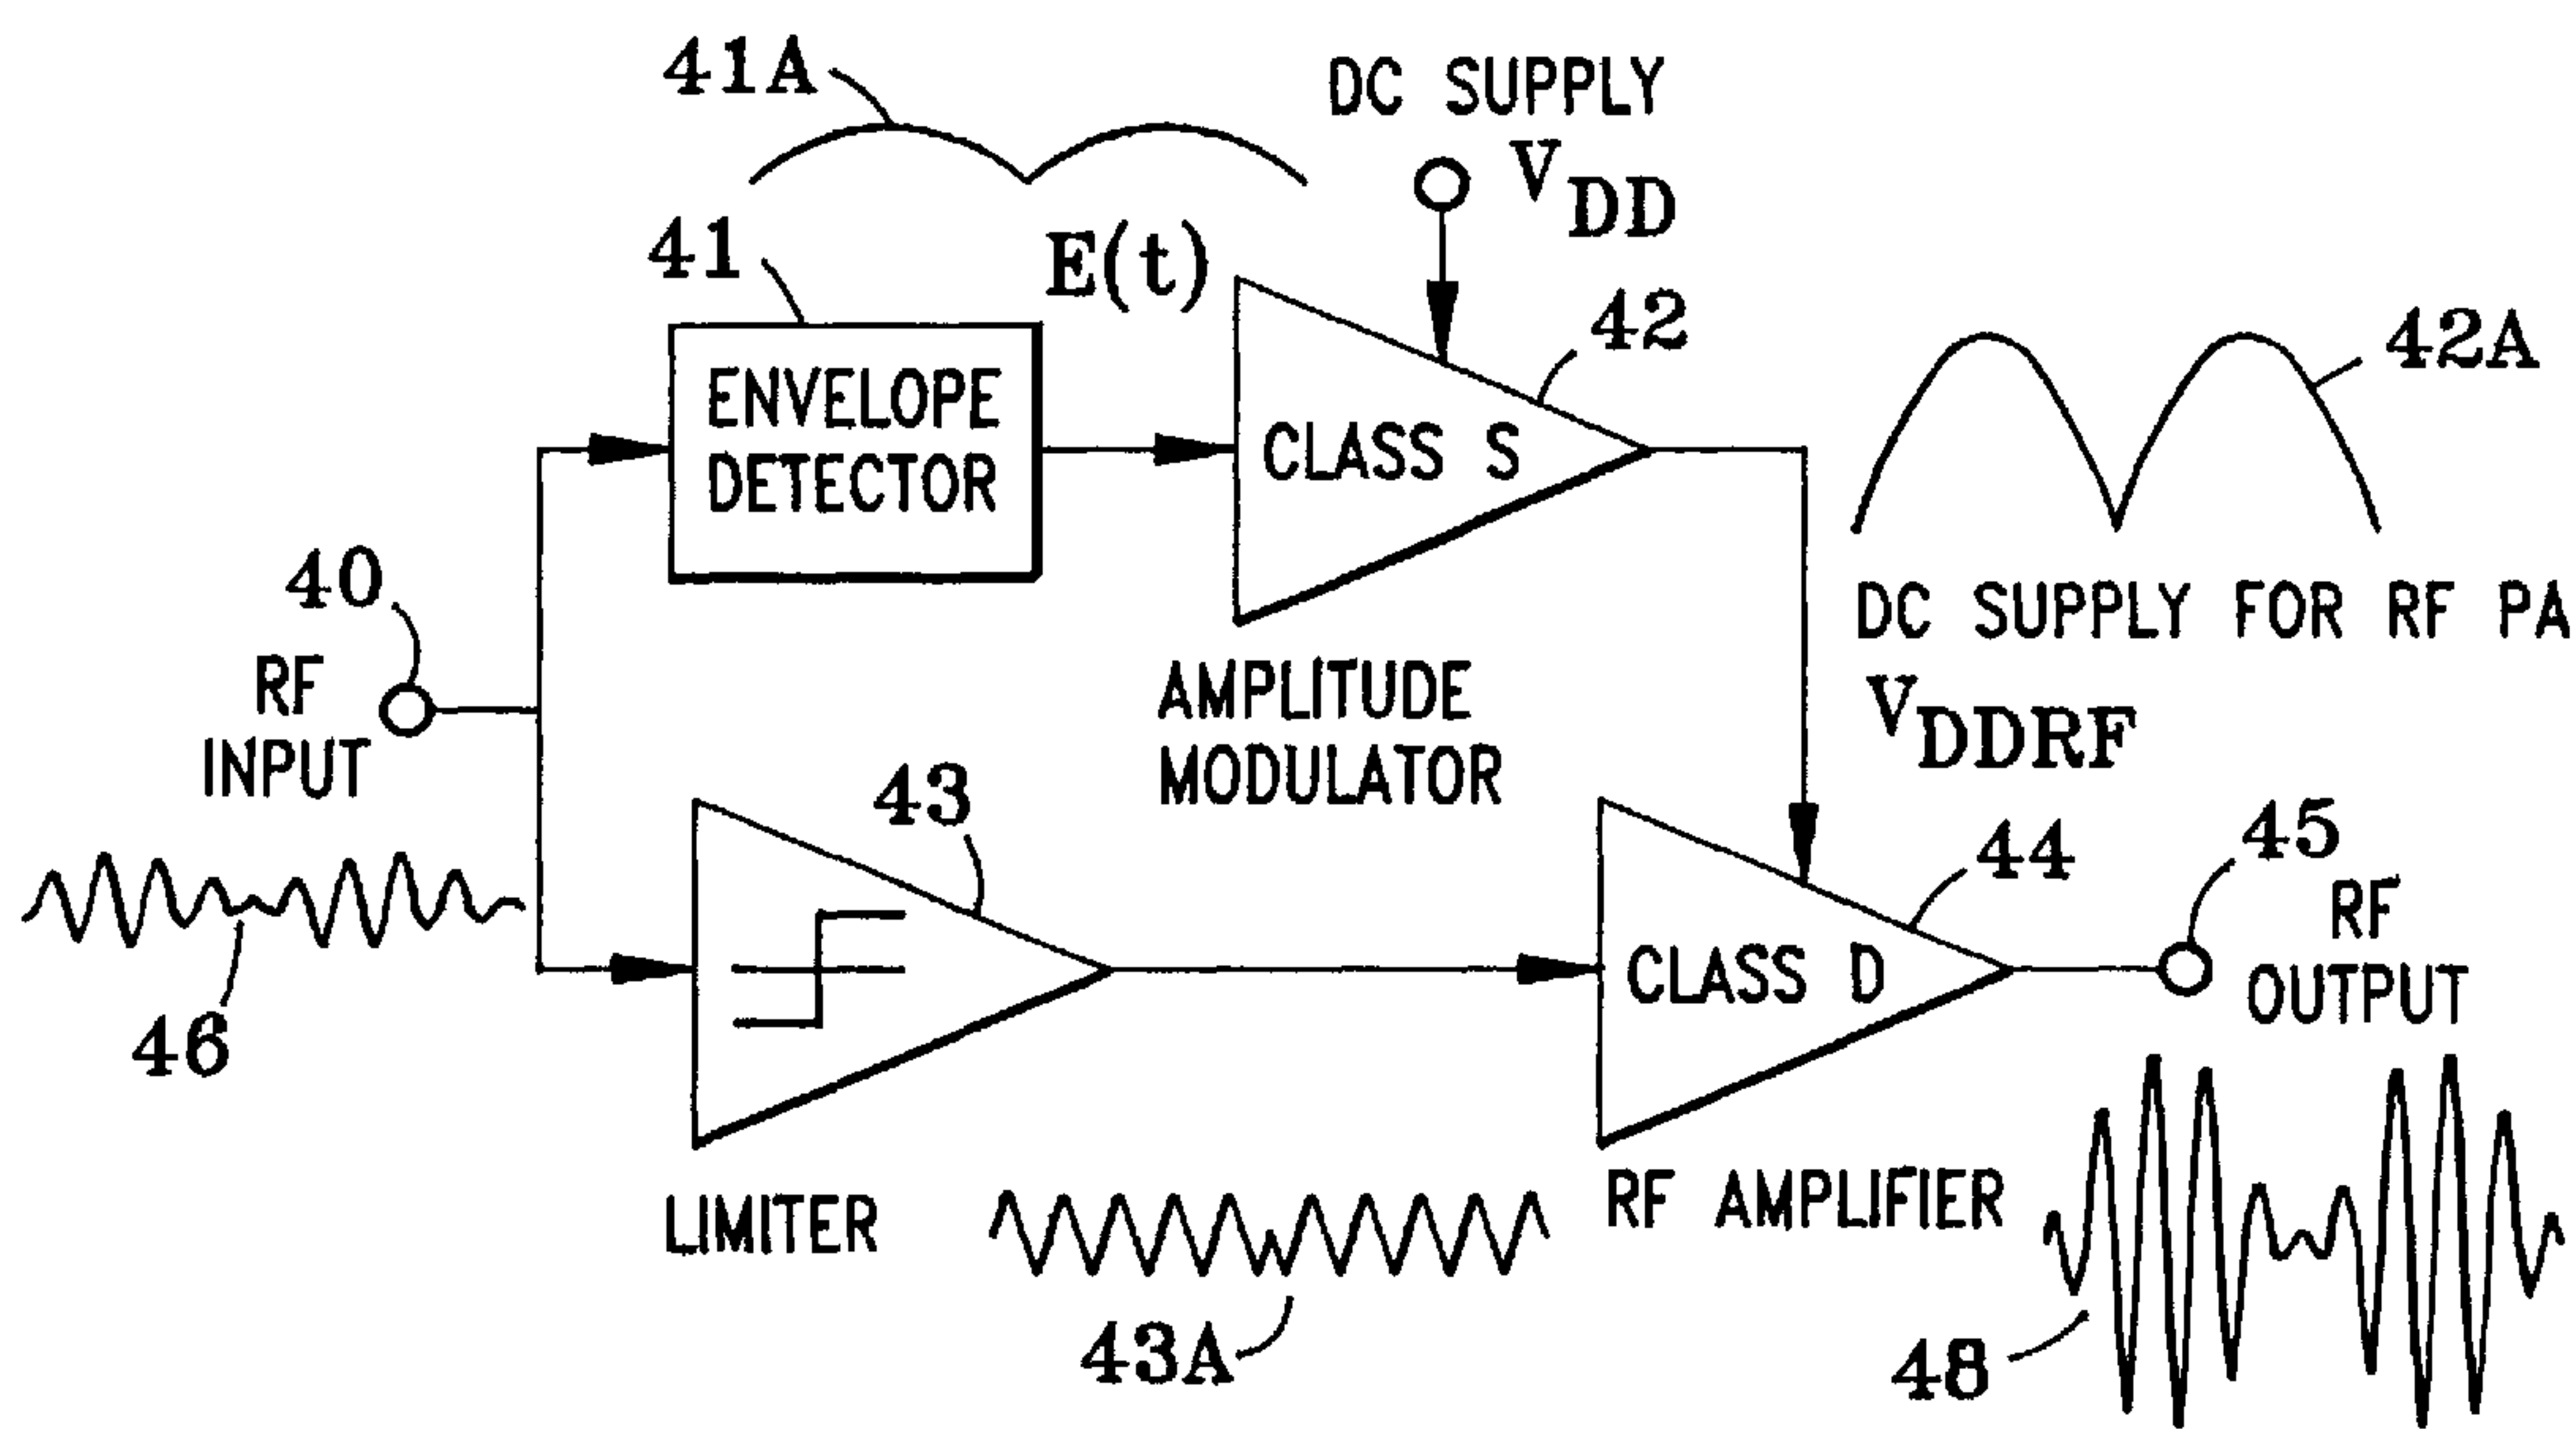 41A
DC SUPPLY
V DD
41
E(t)
42
42A
ENVELOPE
DETECTOR
CLASS S
40
RF
INPUT
DC SUPPLY FOR RF PA
V DDRF
AMPLITUDE
MODULATOR
43
44
45
RF
OUTPUT
CLASS D
46
LIMITER
RF AMPLIFIER
43A
48